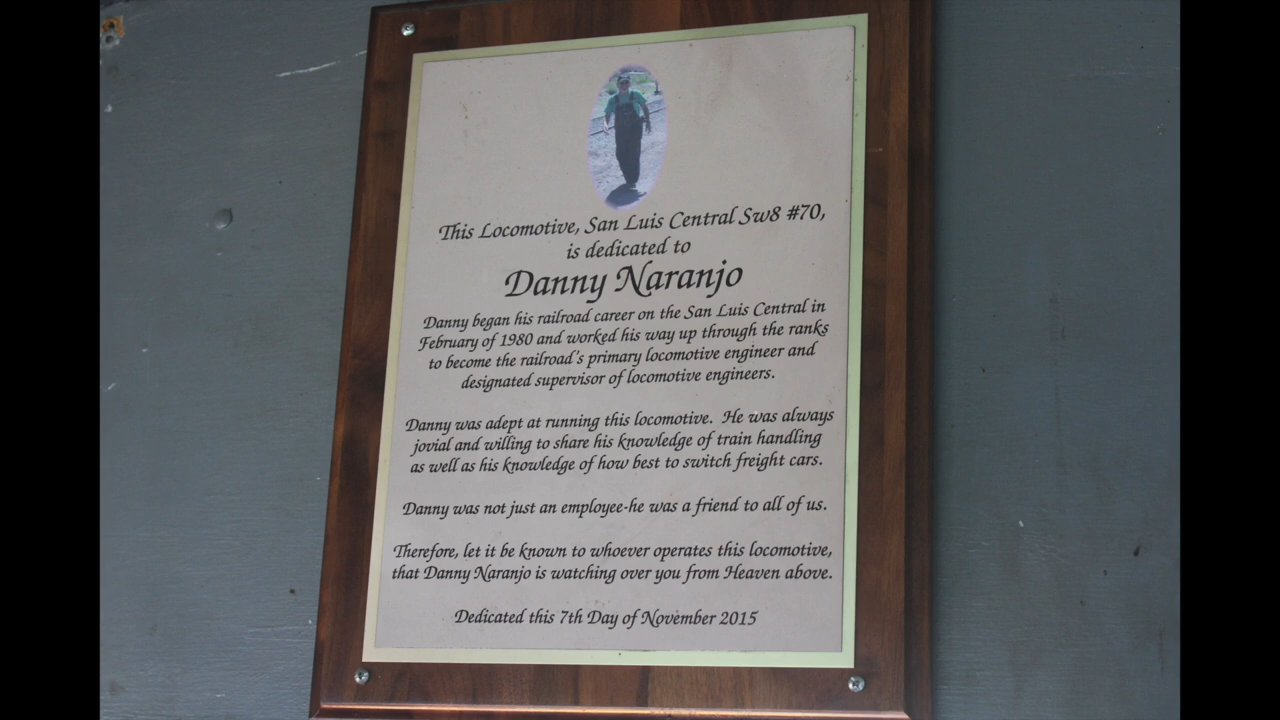 This Locomotive, San Luis Central Sw8 #70,
is dedicated to
Danny Naranjo
Danny began his railroad career on the San Luis Central in
February of 1980 and worked his way up through the ranks
to become the railroad's primary locomotive engineer and
designated supervisor of locomotive engineers.
Danny was adept at running this locomotive. He was always
jovial and willing to share his knowledge of train handling
as well as his knowledge of how best to switch freight cars.
Danny was not just an employee-he was a friend to all of us.
Therefore, let it be known to whoever operates this locomotive,
that Danny Naranjo is watching over you from Heaven above.
Dedicated this 7th Day of November 2015